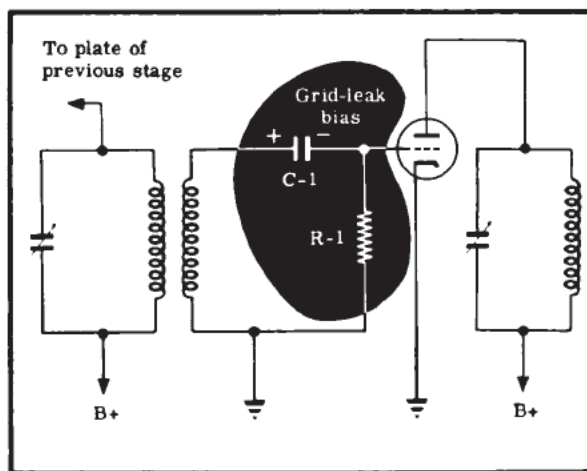 To plate of
previous stage
Grid-leak
bias
+ −
C-1
R-1
B+
B+